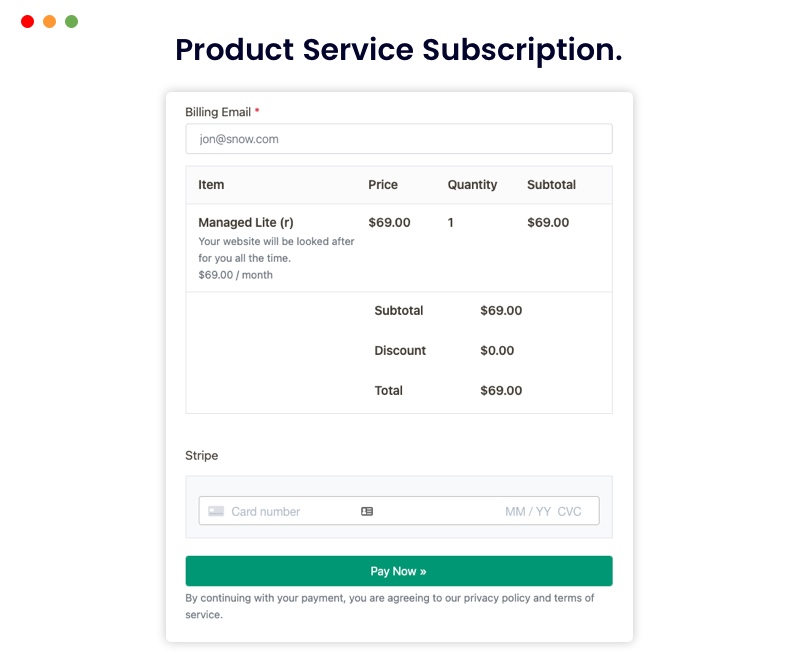 Product Service Subscription.
Billing Email *
jon@snow.com
Item Price Quantity Subtotal
Managed Lite (r) $69.00 1 $69.00
Your website will be looked after
for you all the time.
$69.00 / month
Subtotal $69.00
Discount $0.00
Total $69.00
Stripe
Card number MM / YY CVC
Pay Now »
By continuing with your payment, you are agreeing to our privacy policy and terms of
service.